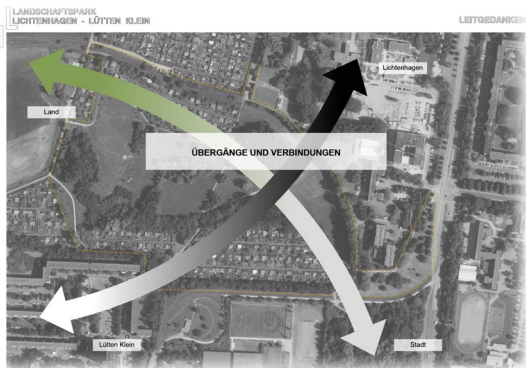 LANDSCHAFTSPARK
LICHTENHAGEN - LÜTTEN KLEIN
LEITGEDANKEN
Lichtenhagen
Land
ÜBERGÄNGE UND VERBINDUNGEN
Lütten Klein
Stadt